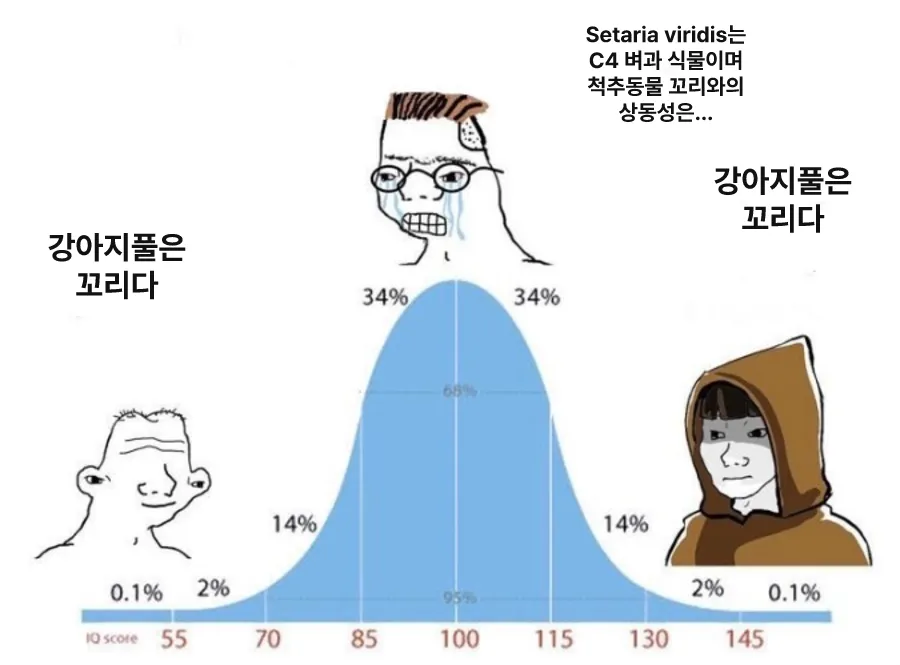 Setaria viridis는
C4 벼과 식물이며
척추동물 꼬리와의
상동성은...
강아지풀은
꼬리다
강아지풀은
꼬리다
34% 34%
68%
14% 14%
0.1% 2% 95% 2% 0.1%
IQ score 55 70 85 100 115 130 145